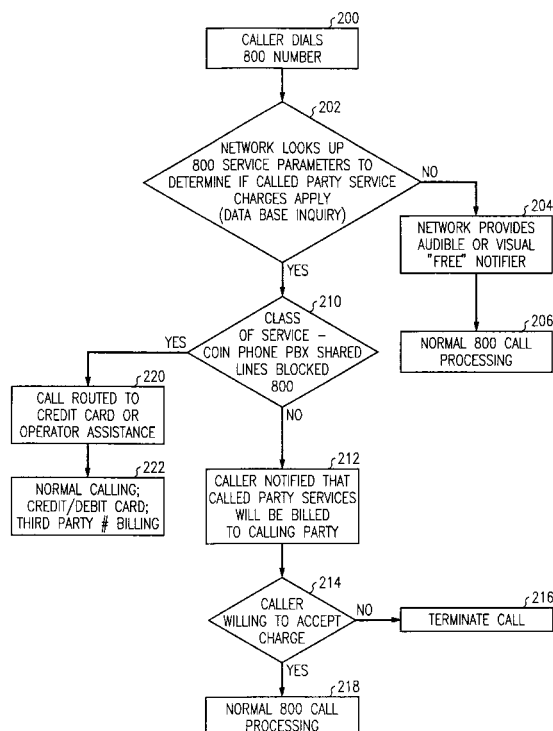 200
CALLER DIALS
800 NUMBER
202
NETWORK LOOKS UP
800 SERVICE PARAMETERS TO
DETERMINE IF CALLED PARTY SERVICE
CHARGES APPLY
(DATA BASE INQUIRY)
NO
204
NETWORK PROVIDES
AUDIBLE OR VISUAL
"FREE" NOTIFIER
206
NORMAL 800 CALL
PROCESSING
YES
210
CLASS
OF SERVICE –
COIN PHONE PBX SHARED
LINES BLOCKED
800
YES
220
CALL ROUTED TO
CREDIT CARD OR
OPERATOR ASSISTANCE
222
NORMAL CALLING;
CREDIT/DEBIT CARD;
THIRD PARTY # BILLING
NO
212
CALLER NOTIFIED THAT
CALLED PARTY SERVICES
WILL BE BILLED
TO CALLING PARTY
214
CALLER
WILLING TO ACCEPT
CHARGE
NO
216
TERMINATE CALL
YES
218
NORMAL 800 CALL
PROCESSING